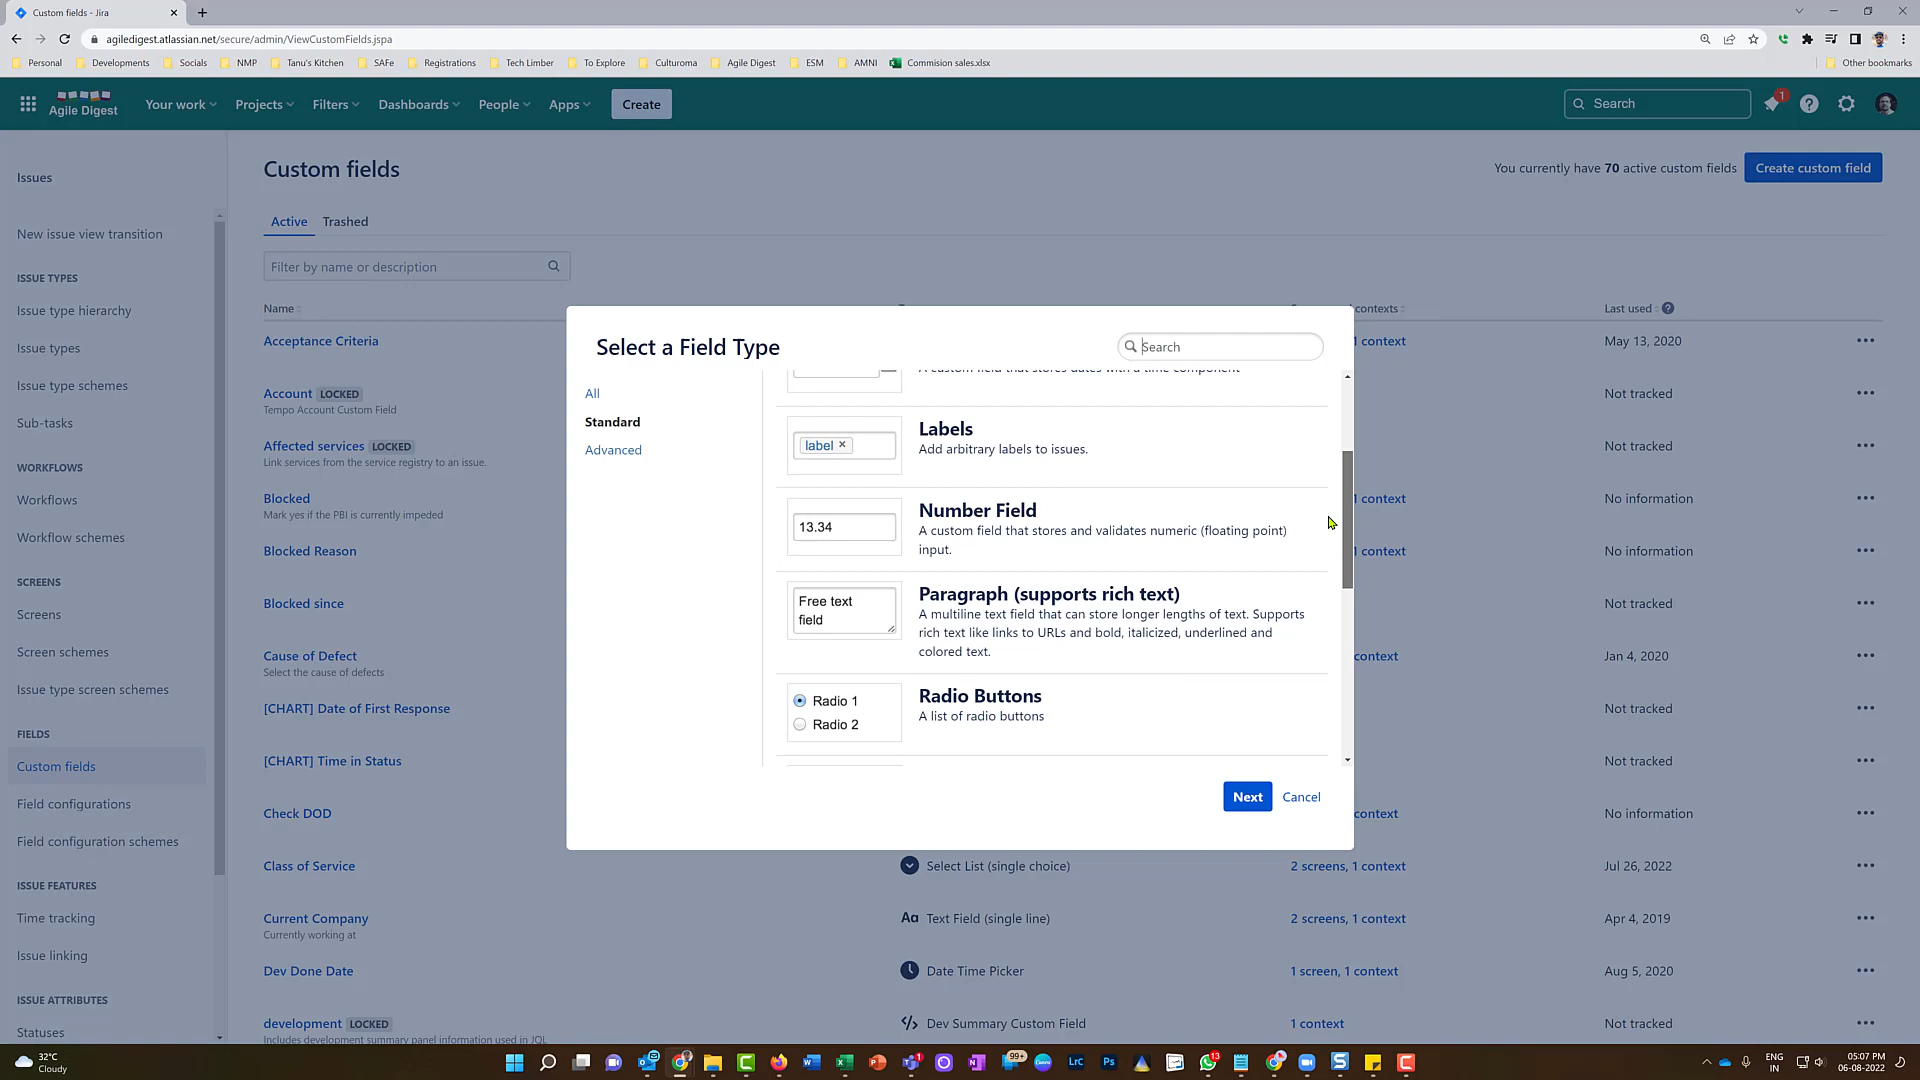 Custom fields - Jira
agiledigest.atlassian.net/secure/admin/ViewCustomFields.jspa
Personal
Developments
Socials
NMP
Tanu's Kitchen
SAFe
Registrations
Tech Limber
To Explore
Culturoma
Agile Digest
ESM
AMNI
Commision sales.xlsx
Other bookmarks
Agile Digest
Your work
Projects
Filters
Dashboards
People
Apps
Create
Search
1
Issues
New issue view transition
ISSUE TYPES
Issue type hierarchy
Issue types
Issue type schemes
Sub-tasks
WORKFLOWS
Workflows
Workflow schemes
SCREENS
Screens
Screen schemes
Issue type screen schemes
FIELDS
Custom fields
Field configurations
Field configuration schemes
ISSUE FEATURES
Time tracking
Issue linking
ISSUE ATTRIBUTES
Statuses
Custom fields
You currently have 70 active custom fields
Create custom field
Active
Trashed
Filter by name or description
Name
contexts
Last used
Acceptance Criteria
1 context
May 13, 2020
Account LOCKED
Tempo Account Custom Field
Not tracked
Affected services LOCKED
Link services from the service registry to an issue.
Not tracked
Blocked
Mark yes if the PBI is currently impeded
1 context
No information
Blocked Reason
1 context
No information
Blocked since
Not tracked
Cause of Defect
Select the cause of defects
context
Jan 4, 2020
[CHART] Date of First Response
Not tracked
[CHART] Time in Status
Not tracked
Check DOD
context
No information
Class of Service
Select List (single choice)
2 screens, 1 context
Jul 26, 2022
Current Company
Currently working at
Aa Text Field (single line)
2 screens, 1 context
Apr 4, 2019
Dev Done Date
Date Time Picker
1 screen, 1 context
Aug 5, 2020
development LOCKED
Includes development summary panel information used in JQL
Dev Summary Custom Field
1 context
Not tracked
Select a Field Type
Search
All
Standard
Advanced
A custom field that stores dates with a time component
label
Labels
Add arbitrary labels to issues.
13.34
Number Field
A custom field that stores and validates numeric (floating point)
input.
Free text
field
Paragraph (supports rich text)
A multiline text field that can store longer lengths of text. Supports
rich text like links to URLs and bold, italicized, underlined and
colored text.
Radio 1
Radio 2
Radio Buttons
A list of radio buttons
Next
Cancel
32°C
Cloudy
1
99+
LrC
Ps
13
ENG
IN
05:07 PM
06-08-2022